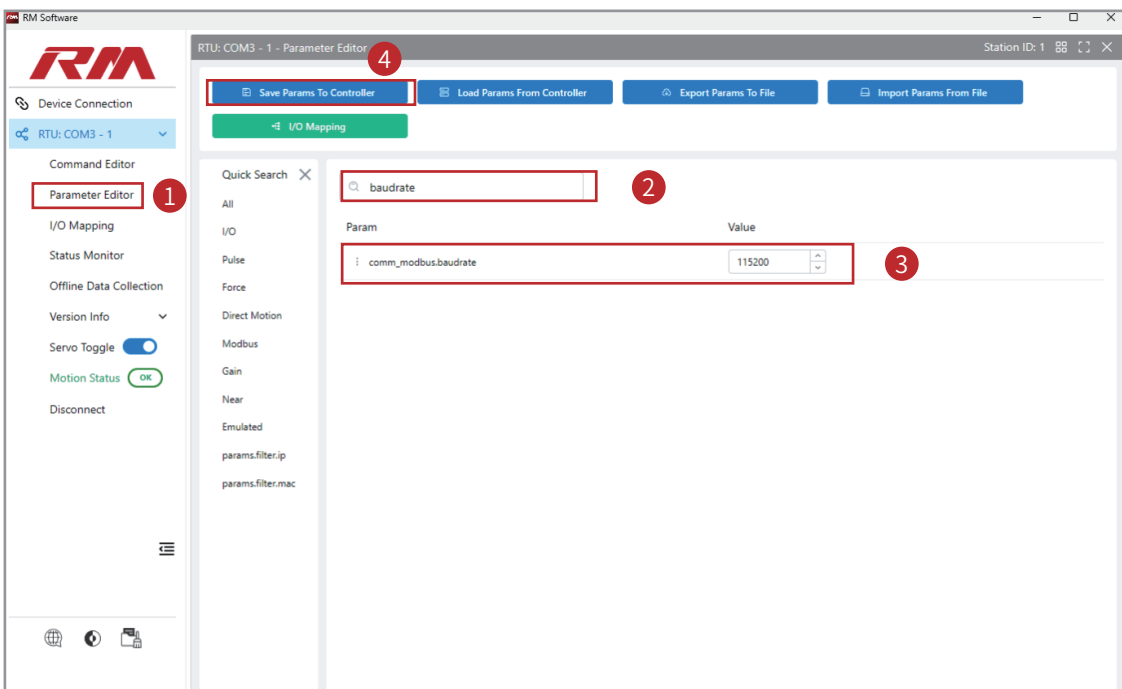 RM Software
RM
Device Connection
RTU: COM3 - 1
Command Editor
Parameter Editor
1
I/O Mapping
Status Monitor
Offline Data Collection
Version Info
Servo Toggle
Motion Status OK
Disconnect
RTU: COM3 - 1 - Parameter Editor
Station ID: 1
4
Save Params To Controller
Load Params From Controller
Export Params To File
Import Params From File
I/O Mapping
Quick Search
All
I/O
Pulse
Force
Direct Motion
Modbus
Gain
Near
Emulated
params.filter.ip
params.filter.mac
baudrate
2
Param Value
comm_modbus.baudrate 115200
3